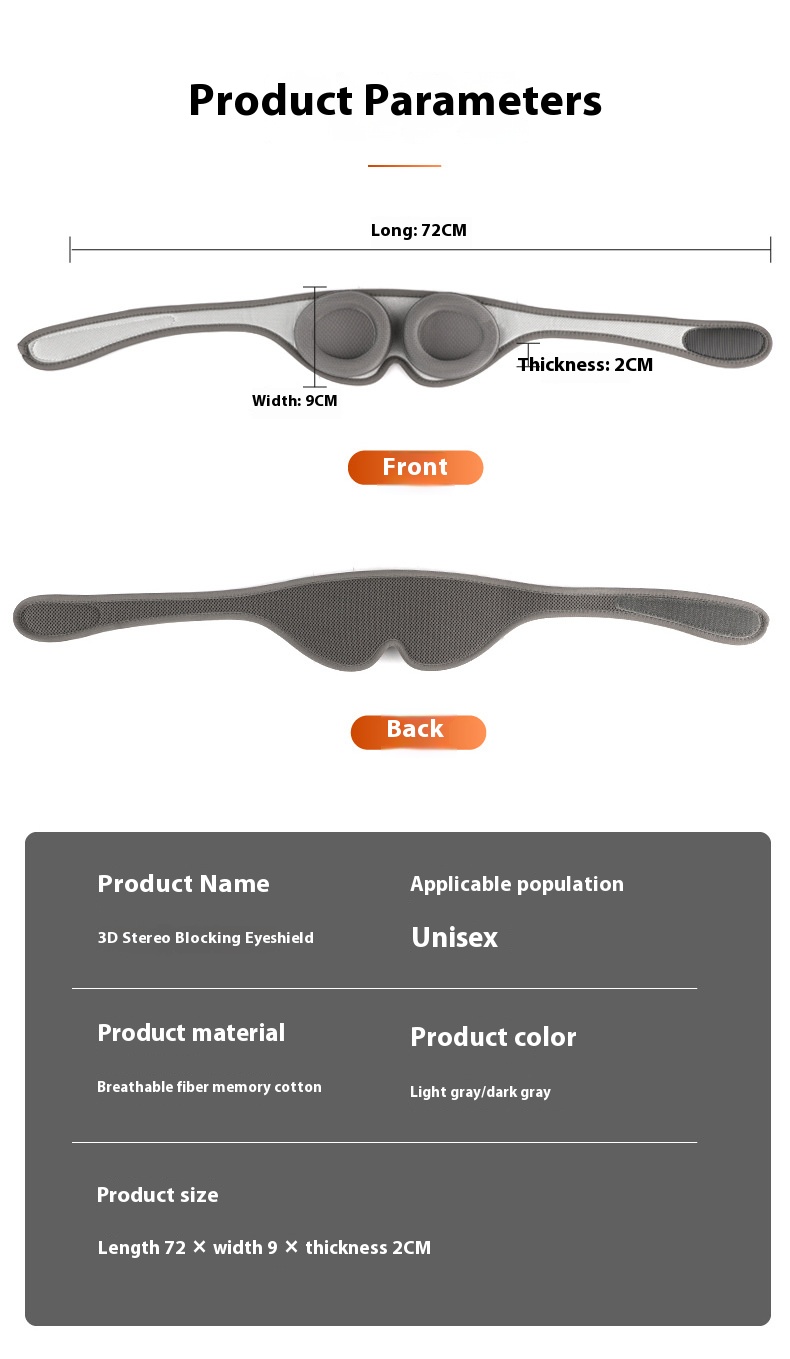 Product Parameters
Long: 72CM
Thickness: 2CM
Width: 9CM
Front
Back
Product Name
Applicable population
3D Stereo Blocking Eyeshield
Unisex
Product material
Product color
Breathable fiber memory cotton
Light gray/dark gray
Product size
Length 72 × width 9 × thickness 2CM